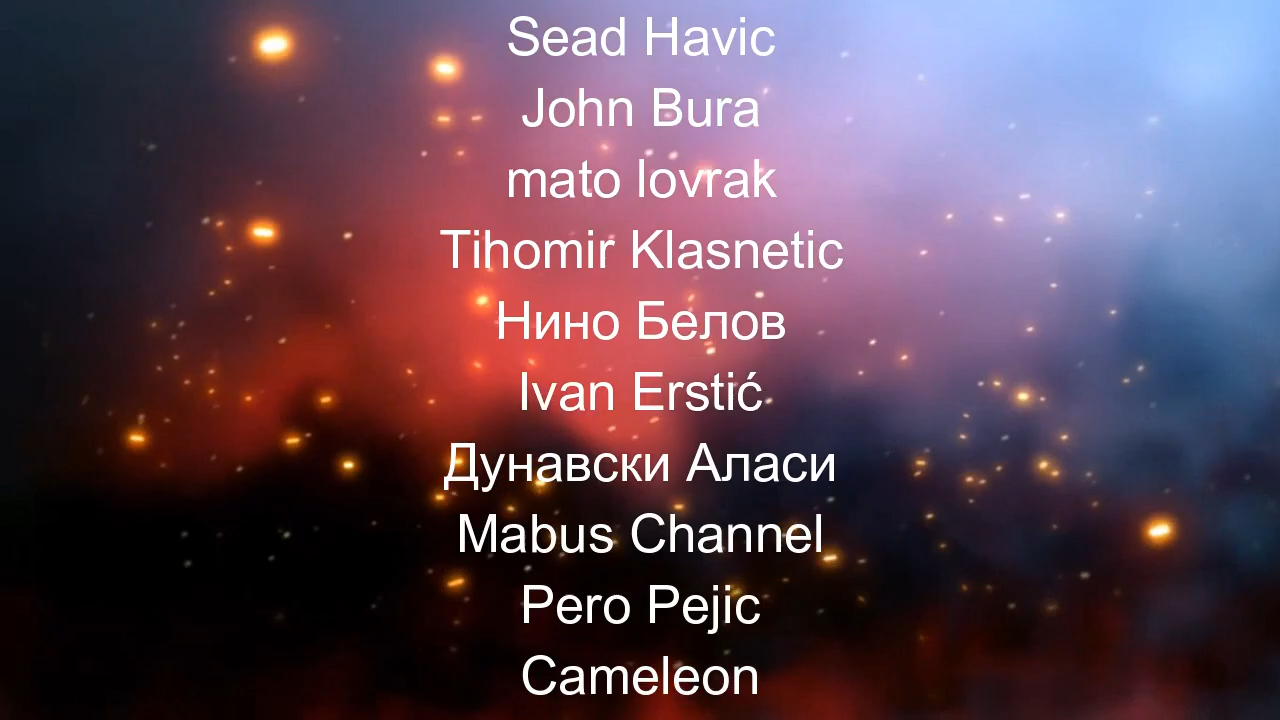 Sead Havic
John Bura
mato lovrak
Tihomir Klasnetic
Нино Белов
Ivan Erstić
Дунавски Аласи
Mabus Channel
Pero Pejic
Cameleon